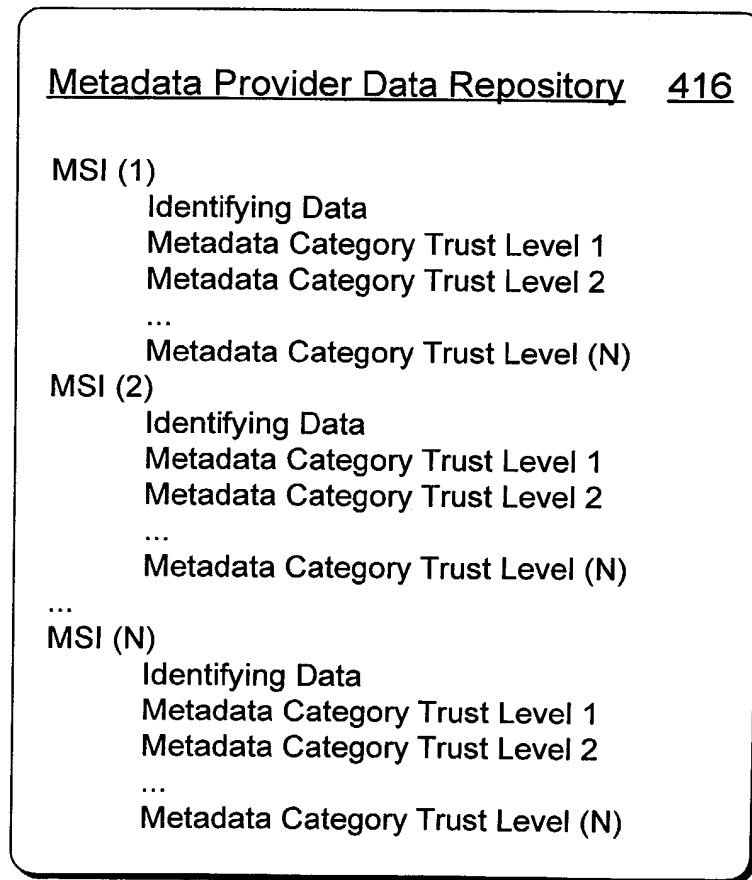 Metadata Provider Data Repository 416
MSI (1)
Identifying Data
Metadata Category Trust Level 1
Metadata Category Trust Level 2
...
Metadata Category Trust Level (N)
MSI (2)
Identifying Data
Metadata Category Trust Level 1
Metadata Category Trust Level 2
...
Metadata Category Trust Level (N)
...
MSI (N)
Identifying Data
Metadata Category Trust Level 1
Metadata Category Trust Level 2
...
Metadata Category Trust Level (N)